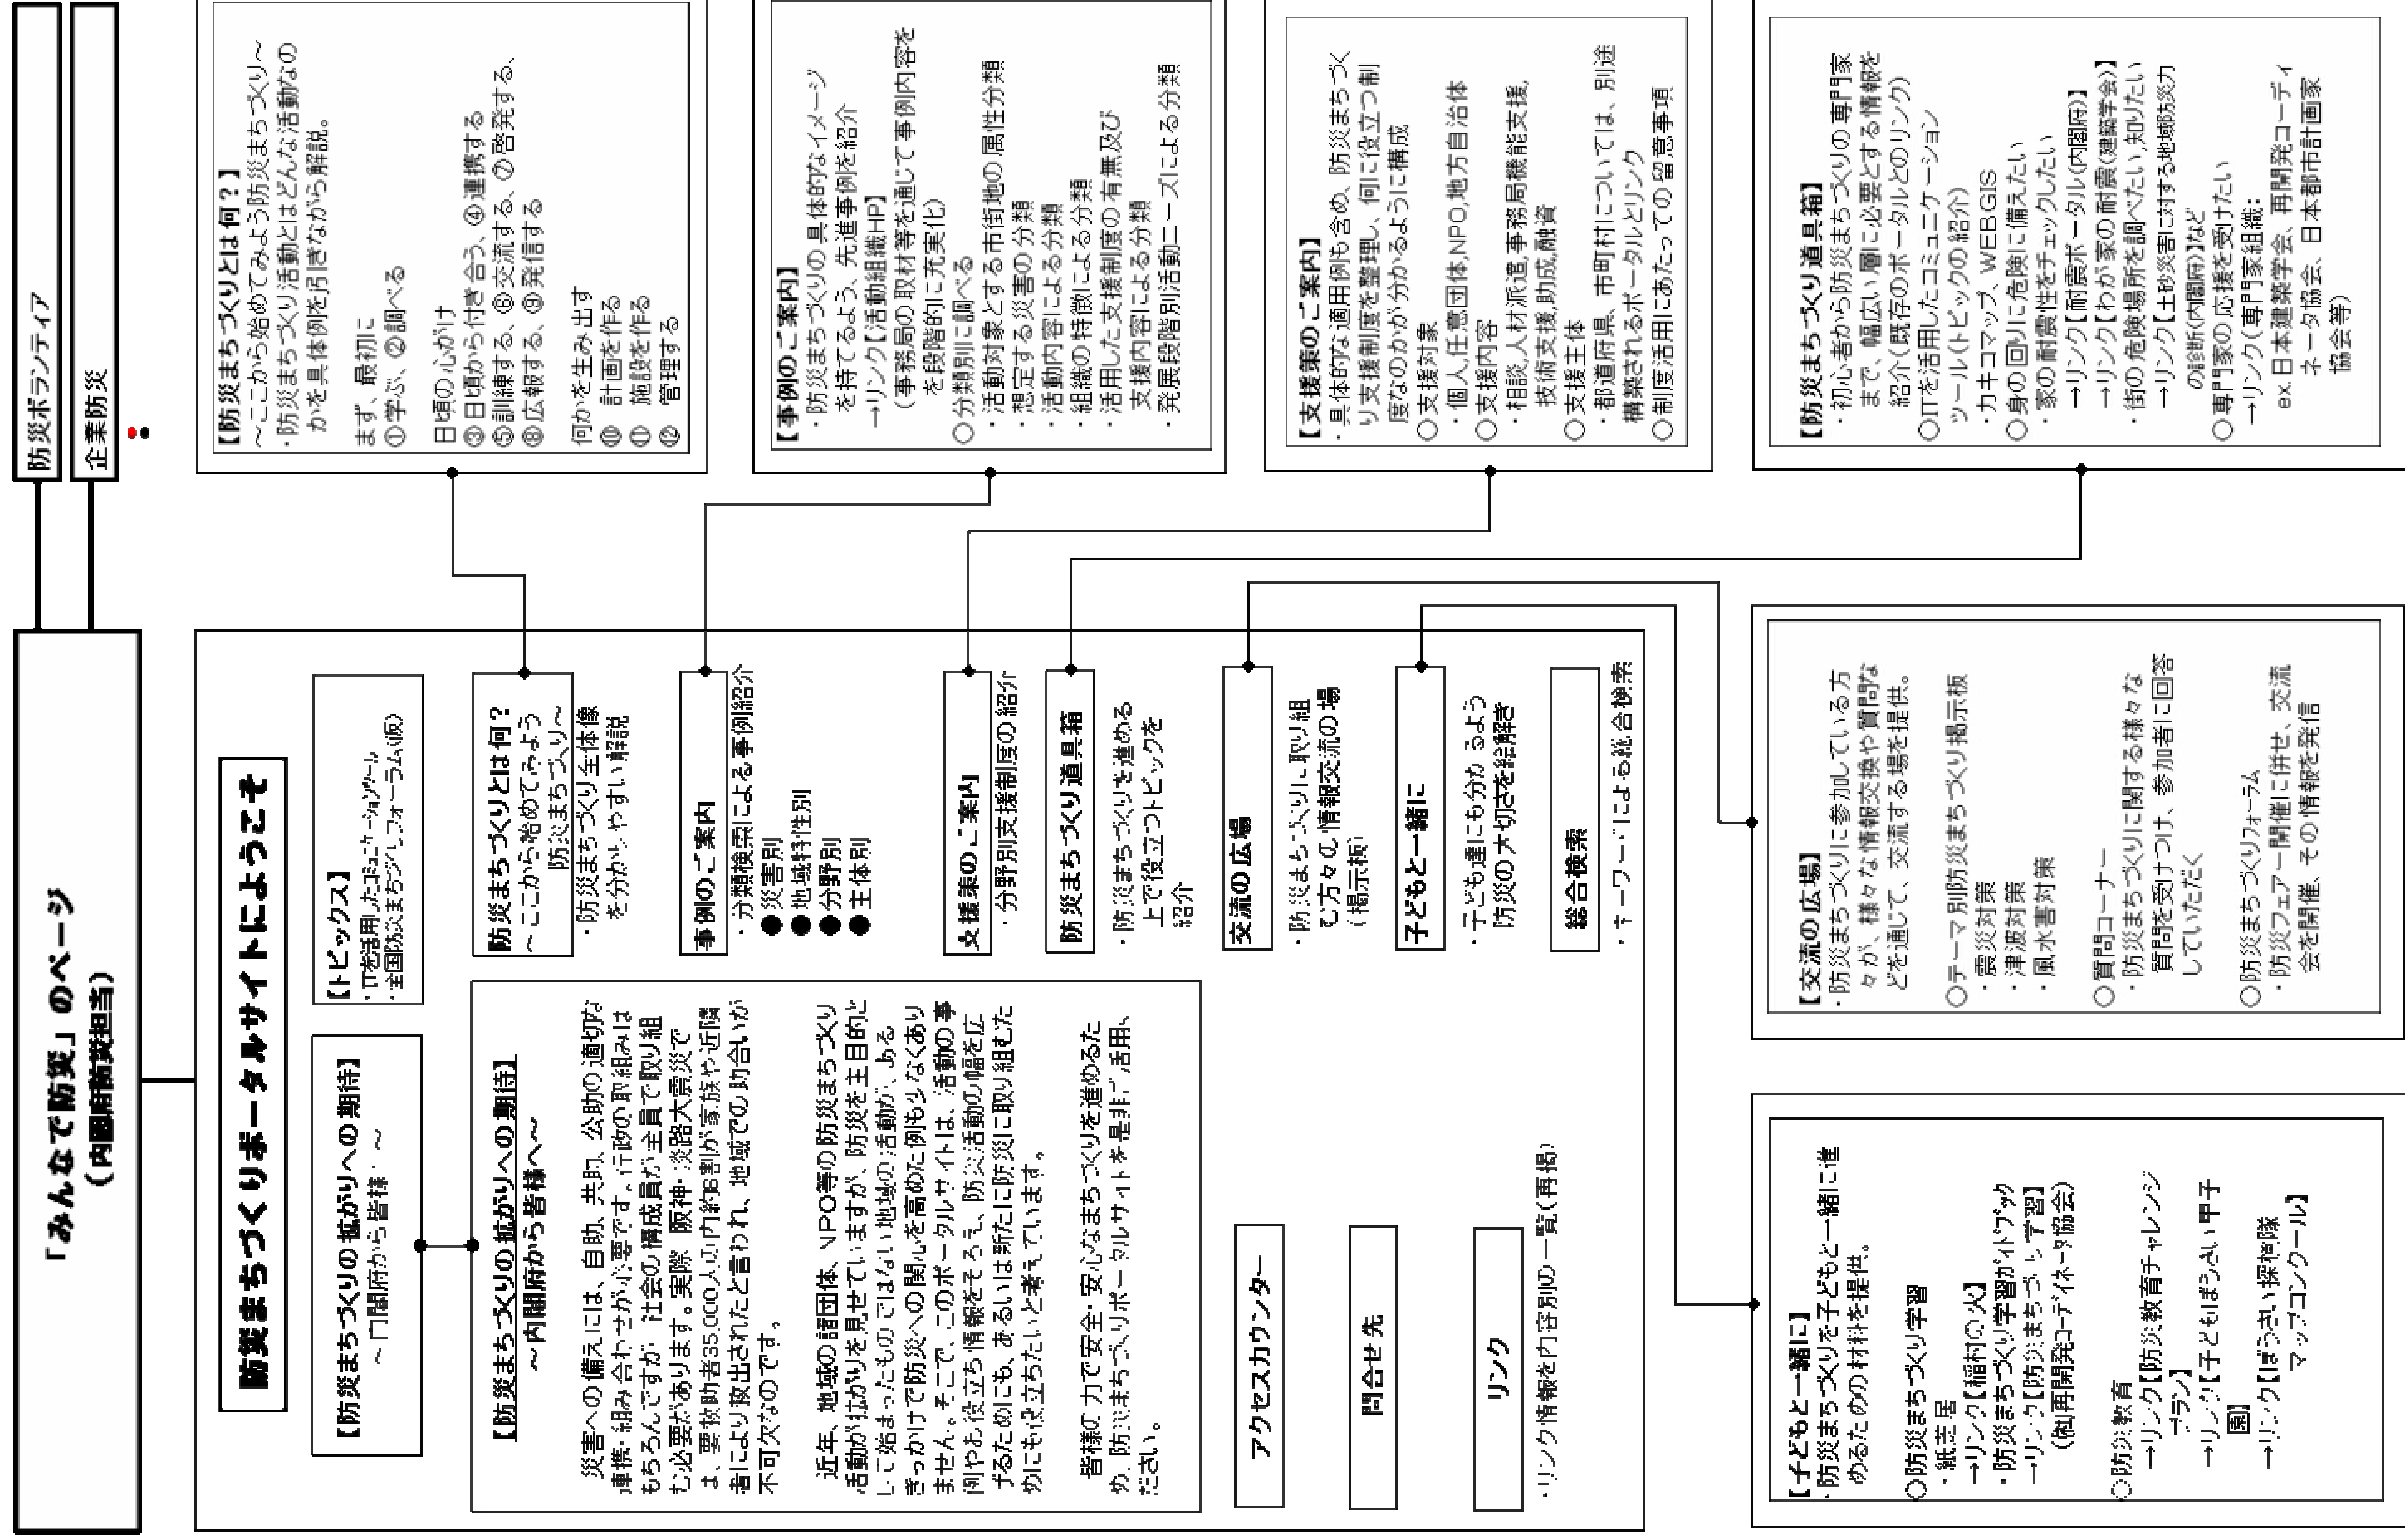 「みんなで防災」のページ
（内閣府防災担当）
防災ボランティア
企業防災
防災まちづくりポータルサイトにようこそ
【防災まちづくりの拡がりへの期待】
～内閣府から皆様へ～
【トピックス】
・ITを活用したコミュニケーションツール
・全国防災まちづくりフォーラム(仮)
【防災まちづくりの拡がりへの期待】
～内閣府から皆様へ～
災害への備えには、自助、共助、公助の適切な
連携・組み合わせが必要です。行政の取組みは
もちろんですが、社会の構成員が全員で取り組
む必要があります。実際、阪神・淡路大震災で
は、要救助者35,000人の内約8割が家族や近隣
者により救出されたと言われ、地域での助合いが
不可欠なのです。
近年、地域の諸団体、NPO等の防災まちづくり
活動が拡がりを見せていますが、防災を主目的と
して始まったものではない地域の活動が、ある
きっかけで防災への関心を高めた例も少なくあり
ません。そこで、このポータルサイトは、活動の事
例やお役立ち情報をそろえ、防災活動の幅を広
げるためにも、あるいは新たに防災に取り組むた
めにも役立ちたいと考えています。
皆様の力で安全・安心なまちづくりを進めるた
め、防災まちづくりポータルサイトを是非ご活用く
ださい。
防災まちづくりとは何？
～ここから始めてみよう
防災まちづくり～
・防災まちづくり全体像
を分かりやすい解説
事例のご案内
・分類検索による事例紹介
●災害別
●地域特性別
●分野別
●主体別
支援策のご案内
・分野別支援制度の紹介
防災まちづくり道具箱
・防災まちづくりを進める
上で役立つトピックを
紹介
交流の広場
・防災まちづくりに取り組
む方々の情報交流の場
（掲示板）
子どもと一緒に
・子ども達にも分かるよう
防災の大切さを絵解き
総合検索
・キーワードによる総合検索
アクセスカウンター
問合せ先
リンク
・リンク情報を内容別の一覧（再掲）
【防災まちづくりとは何？】
～ここから始めてみよう防災まちづくり～
・防災まちづくり活動とはどんな活動なの
かを具体例を引きながら解説。
まず、最初に
①学ぶ、②調べる
日頃の心がけ
③日頃から付き合う、④連携する
⑤訓練する、⑥交流する、⑦啓発する、
⑧広報する、⑨発信する
何かを生み出す
⑩　計画を作る
⑪　施設を作る
⑫　管理する
【事例のご案内】
・防災まちづくりの具体的なイメージ
を持てるよう、先進事例を紹介
→リンク【活動組織HP】
（事務局の取材等を通じて事例内容を
を段階的に充実化）
○分類別に調べる
・活動対象とする市街地の属性分類
・想定する災害の分類
・活動内容による分類
・組織の特徴による分類
・活用した支援制度の有無及び
支援内容による分類
・発展段階別活動ニーズによる分類
【支援策のご案内】
・具体的な適用例も含め、防災まちづく
り支援制度を整理し、何に役立つ制
度なのかが分かるように構成
○支援対象
・個人,任意団体,NPO,地方自治体
○支援内容
・相談,人材派遣,事務局機能支援,
技術支援,助成,融資
○支援主体
・都道府県、市町村については、別途
構築されるポータルとリンク
○制度活用にあたっての留意事項
【防災まちづくり道具箱】
・初心者から防災まちづくりの専門家
まで、幅広い層に必要とする情報を
紹介（既存のポータルとのリンク）
○ITを活用したコミュニケーション
ツール（トピックの紹介）
・カキコマップ、WEBGIS
○身の回りに危険に備えたい
・家の耐震性をチェックしたい
→リンク【耐震ポータル(内閣府)】
→リンク【わが家の耐震(建築学会)】
・街の危険場所を調べたい,知りたい
→リンク【土砂災害に対する地域防災力
の診断(内閣府)】など
○専門家の応援を受けたい
→リンク（専門家組織：
ex.日本建築学会、再開発コーディ
ネータ協会、日本都市計画家
協会等）
【交流の広場】
・防災まちづくりに参加している方
々が、様々な情報交換や質問な
どを通じて、交流する場を提供。
○テーマ別防災まちづくり掲示板
・震災対策
・津波対策
・風水害対策
○質問コーナー
・防災まちづくりに関する様々な
質問を受けつけ、参加者に回答
していただく
○防災まちづくりフォーラム
・防災フェアー開催に併せ、交流
会を開催、その情報を発信
【子どもと一緒に】
・防災まちづくりを子どもと一緒に進
めるための材料を提供。
○防災まちづくり学習
・紙芝居
→リンク【稲村の火】
・防災まちづくり学習ガイドブック
→リンク【防災まちづくり学習】
（(社)再開発コーディネータ協会）
○防災教育
→リンク【防災教育チャレンジ
プラン】
→リンク【子どもぼうさい甲子
園】
→リンク【ぼうさい探検隊
マップコンクール】